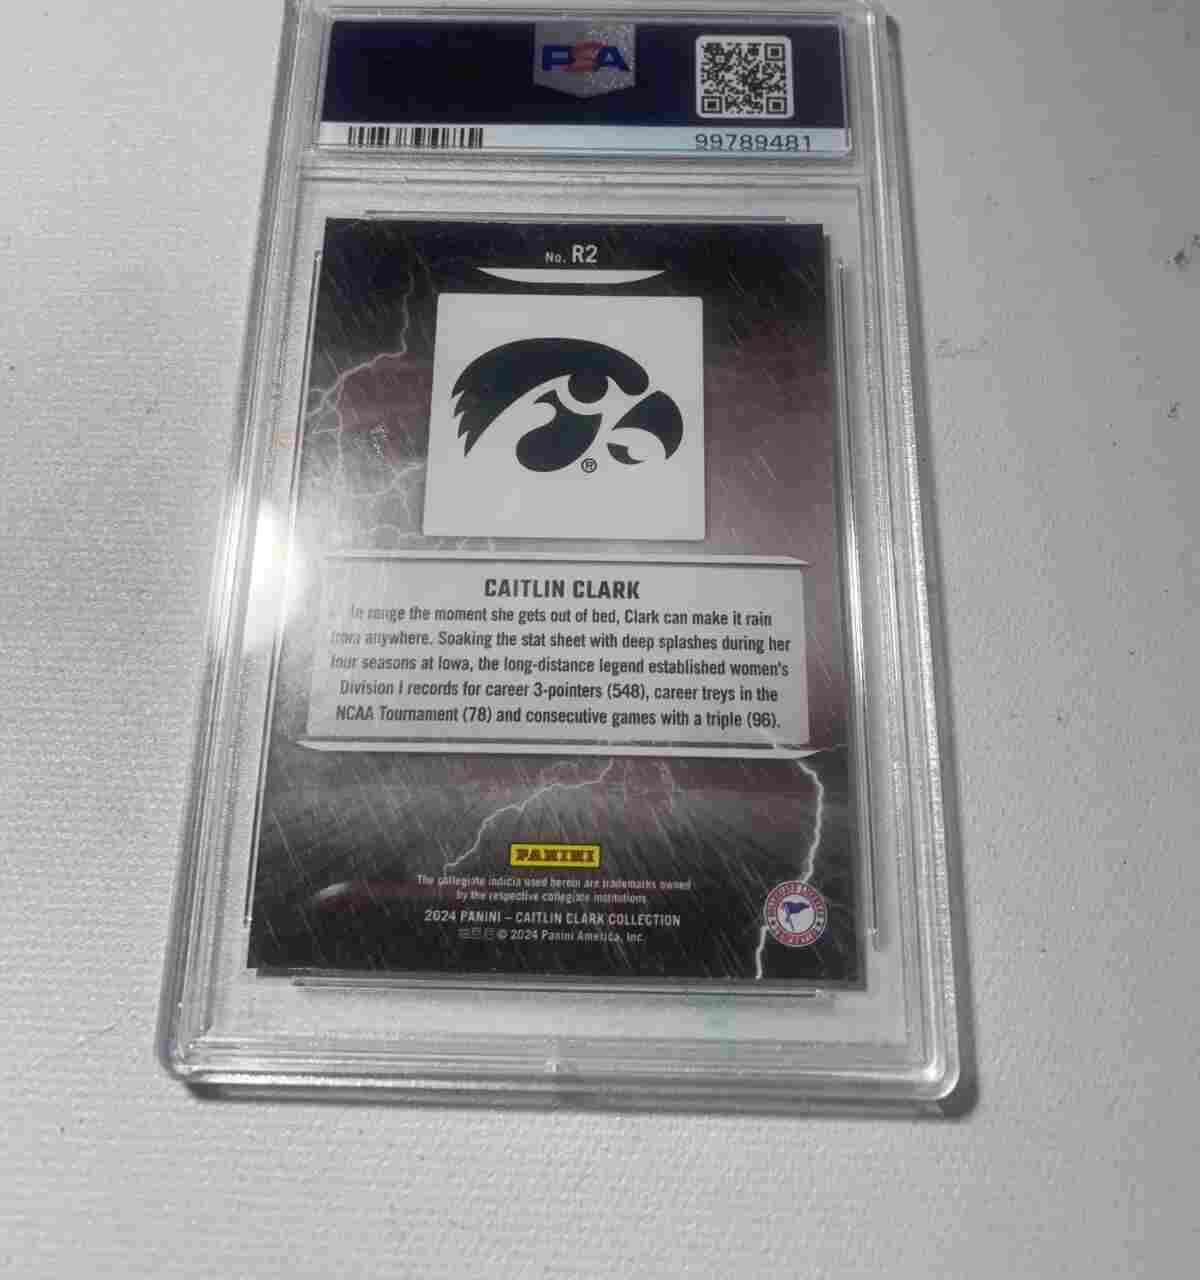 PSA
99789481
No. R2
®
CAITLIN CLARK
In range the moment she gets out of bed, Clark can make it rain
from anywhere. Soaking the stat sheet with deep splashes during her
four seasons at Iowa, the long-distance legend established women's
Division I records for career 3-pointers (548), career treys in the
NCAA Tournament (78) and consecutive games with a triple (96).
PANINI
The collegiate indicia used herein are trademarks owned
by the respective collegiate institutions
2024 PANINI – CAITLIN CLARK COLLECTION
© 2024 Panini America, Inc.